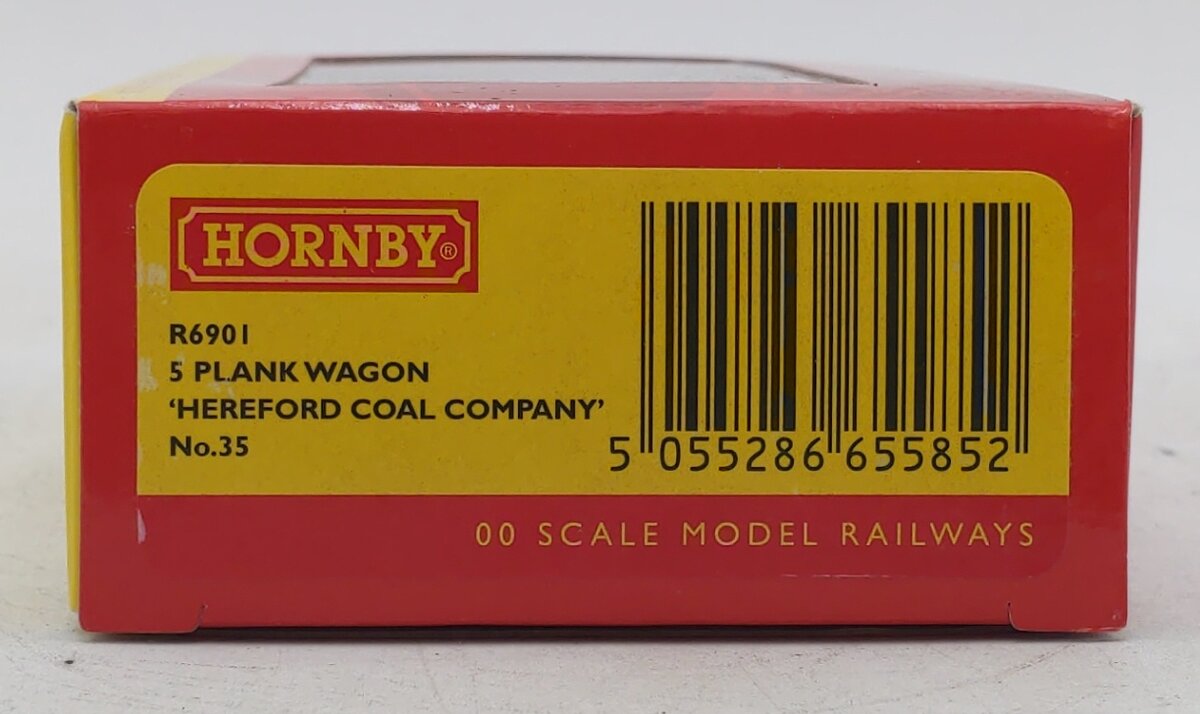 HORNBY®
R6901
5 PLANK WAGON
‘HEREFORD COAL COMPANY’
No.35
5 055286 655852
00 SCALE MODEL RAILWAYS